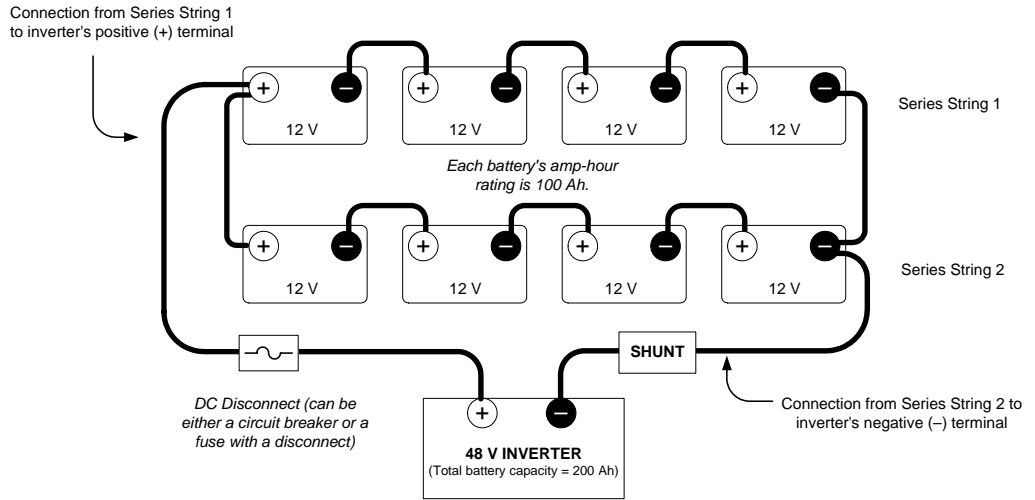 Connection from Series String 1
to inverter's positive (+) terminal
+ – + – + – + –
12 V 12 V 12 V 12 V
Series String 1
Each battery's amp-hour
rating is 100 Ah.
+ – + – + – + –
12 V 12 V 12 V 12 V
Series String 2
SHUNT
DC Disconnect (can be
either a circuit breaker or a
fuse with a disconnect)
+ –
48 V INVERTER
(Total battery capacity = 200 Ah)
Connection from Series String 2 to
inverter's negative (–) terminal